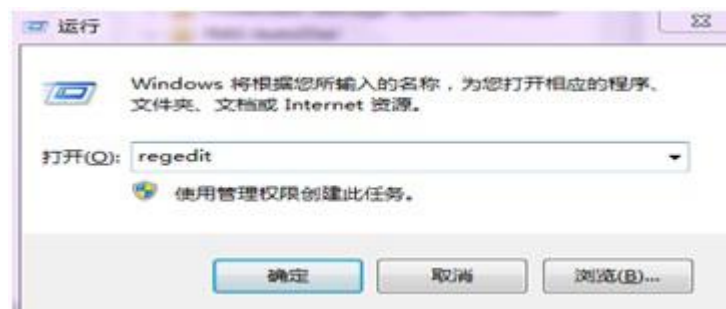 运行
Windows 将根据您所输入的名称，为您打开相应的程序、
文件夹、文档或 Internet 资源。
打开(O): regedit
使用管理权限创建此任务。
确定 取消 浏览(B)...